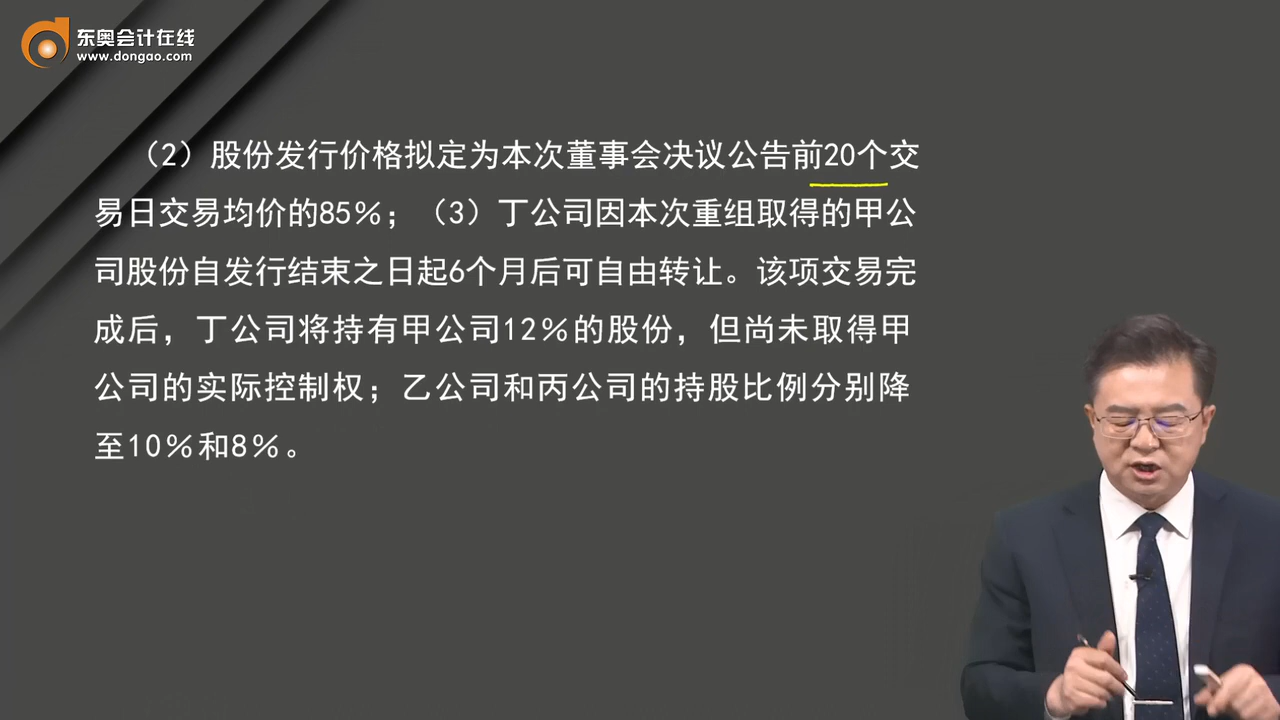 东奥会计在线
www.dongao.com
（2）股份发行价格拟定为本次董事会决议公告前20个交
易日交易均价的85％；（3）丁公司因本次重组取得的甲公
司股份自发行结束之日起6个月后可自由转让。该项交易完
成后，丁公司将持有甲公司12％的股份，但尚未取得甲
公司的实际控制权；乙公司和丙公司的持股比例分别降
至10％和8％。